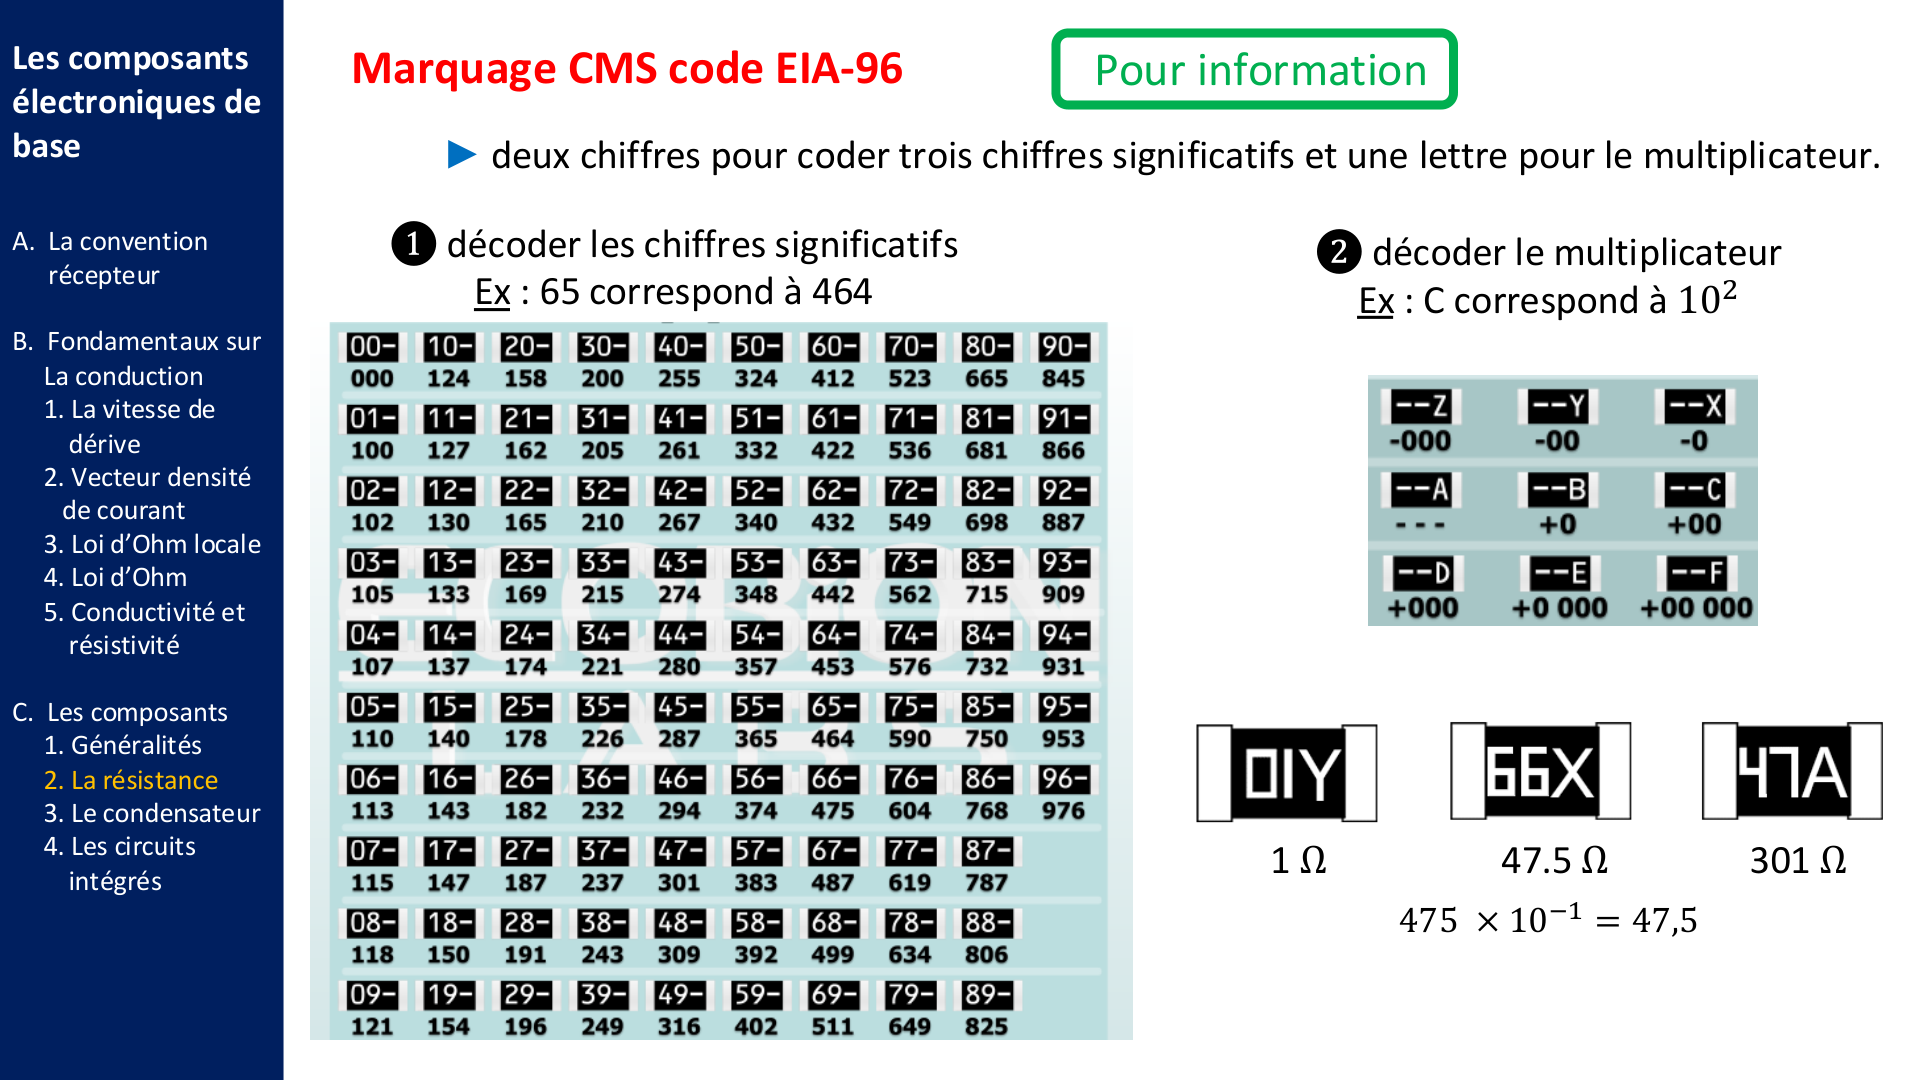 Les composants
électroniques de
base
A. La convention
récepteur
B. Fondamentaux sur
La conduction
1. La vitesse de
dérive
2. Vecteur densité
de courant
3. Loi d’Ohm locale
4. Loi d’Ohm
5. Conductivité et
résistivité
C. Les composants
1. Généralités
2. La résistance
3. Le condensateur
4. Les circuits
intégrés
Marquage CMS code EIA-96
Pour information
► deux chiffres pour coder trois chiffres significatifs et une lettre pour le multiplicateur.
❶ décoder les chiffres significatifs
Ex : 65 correspond à 464
00- 10- 20- 30- 40- 50- 60- 70- 80- 90-
000 124 158 200 255 324 412 523 665 845
01- 11- 21- 31- 41- 51- 61- 71- 81- 91-
100 127 162 205 261 332 422 536 681 866
02- 12- 22- 32- 42- 52- 62- 72- 82- 92-
102 130 165 210 267 340 432 549 698 887
03- 13- 23- 33- 43- 53- 63- 73- 83- 93-
105 133 169 215 274 348 442 562 715 909
04- 14- 24- 34- 44- 54- 64- 74- 84- 94-
107 137 174 221 280 357 453 576 732 931
05- 15- 25- 35- 45- 55- 65- 75- 85- 95-
110 140 178 226 287 365 464 590 750 953
06- 16- 26- 36- 46- 56- 66- 76- 86- 96-
113 143 182 232 294 374 475 604 768 976
07- 17- 27- 37- 47- 57- 67- 77- 87-
115 147 187 237 301 383 487 619 787
08- 18- 28- 38- 48- 58- 68- 78- 88-
118 150 191 243 309 392 499 634 806
09- 19- 29- 39- 49- 59- 69- 79- 89-
121 154 196 249 316 402 511 649 825
❷ décoder le multiplicateur
Ex : C correspond à 10²
--Z --Y --X
-000 -00 -0
--A --B --C
- - - +0 +00
--D --E --F
+000 +0 000 +00 000
01Y 66X 47A
1 Ω 47.5 Ω 301 Ω
475 × 10⁻¹ = 47,5